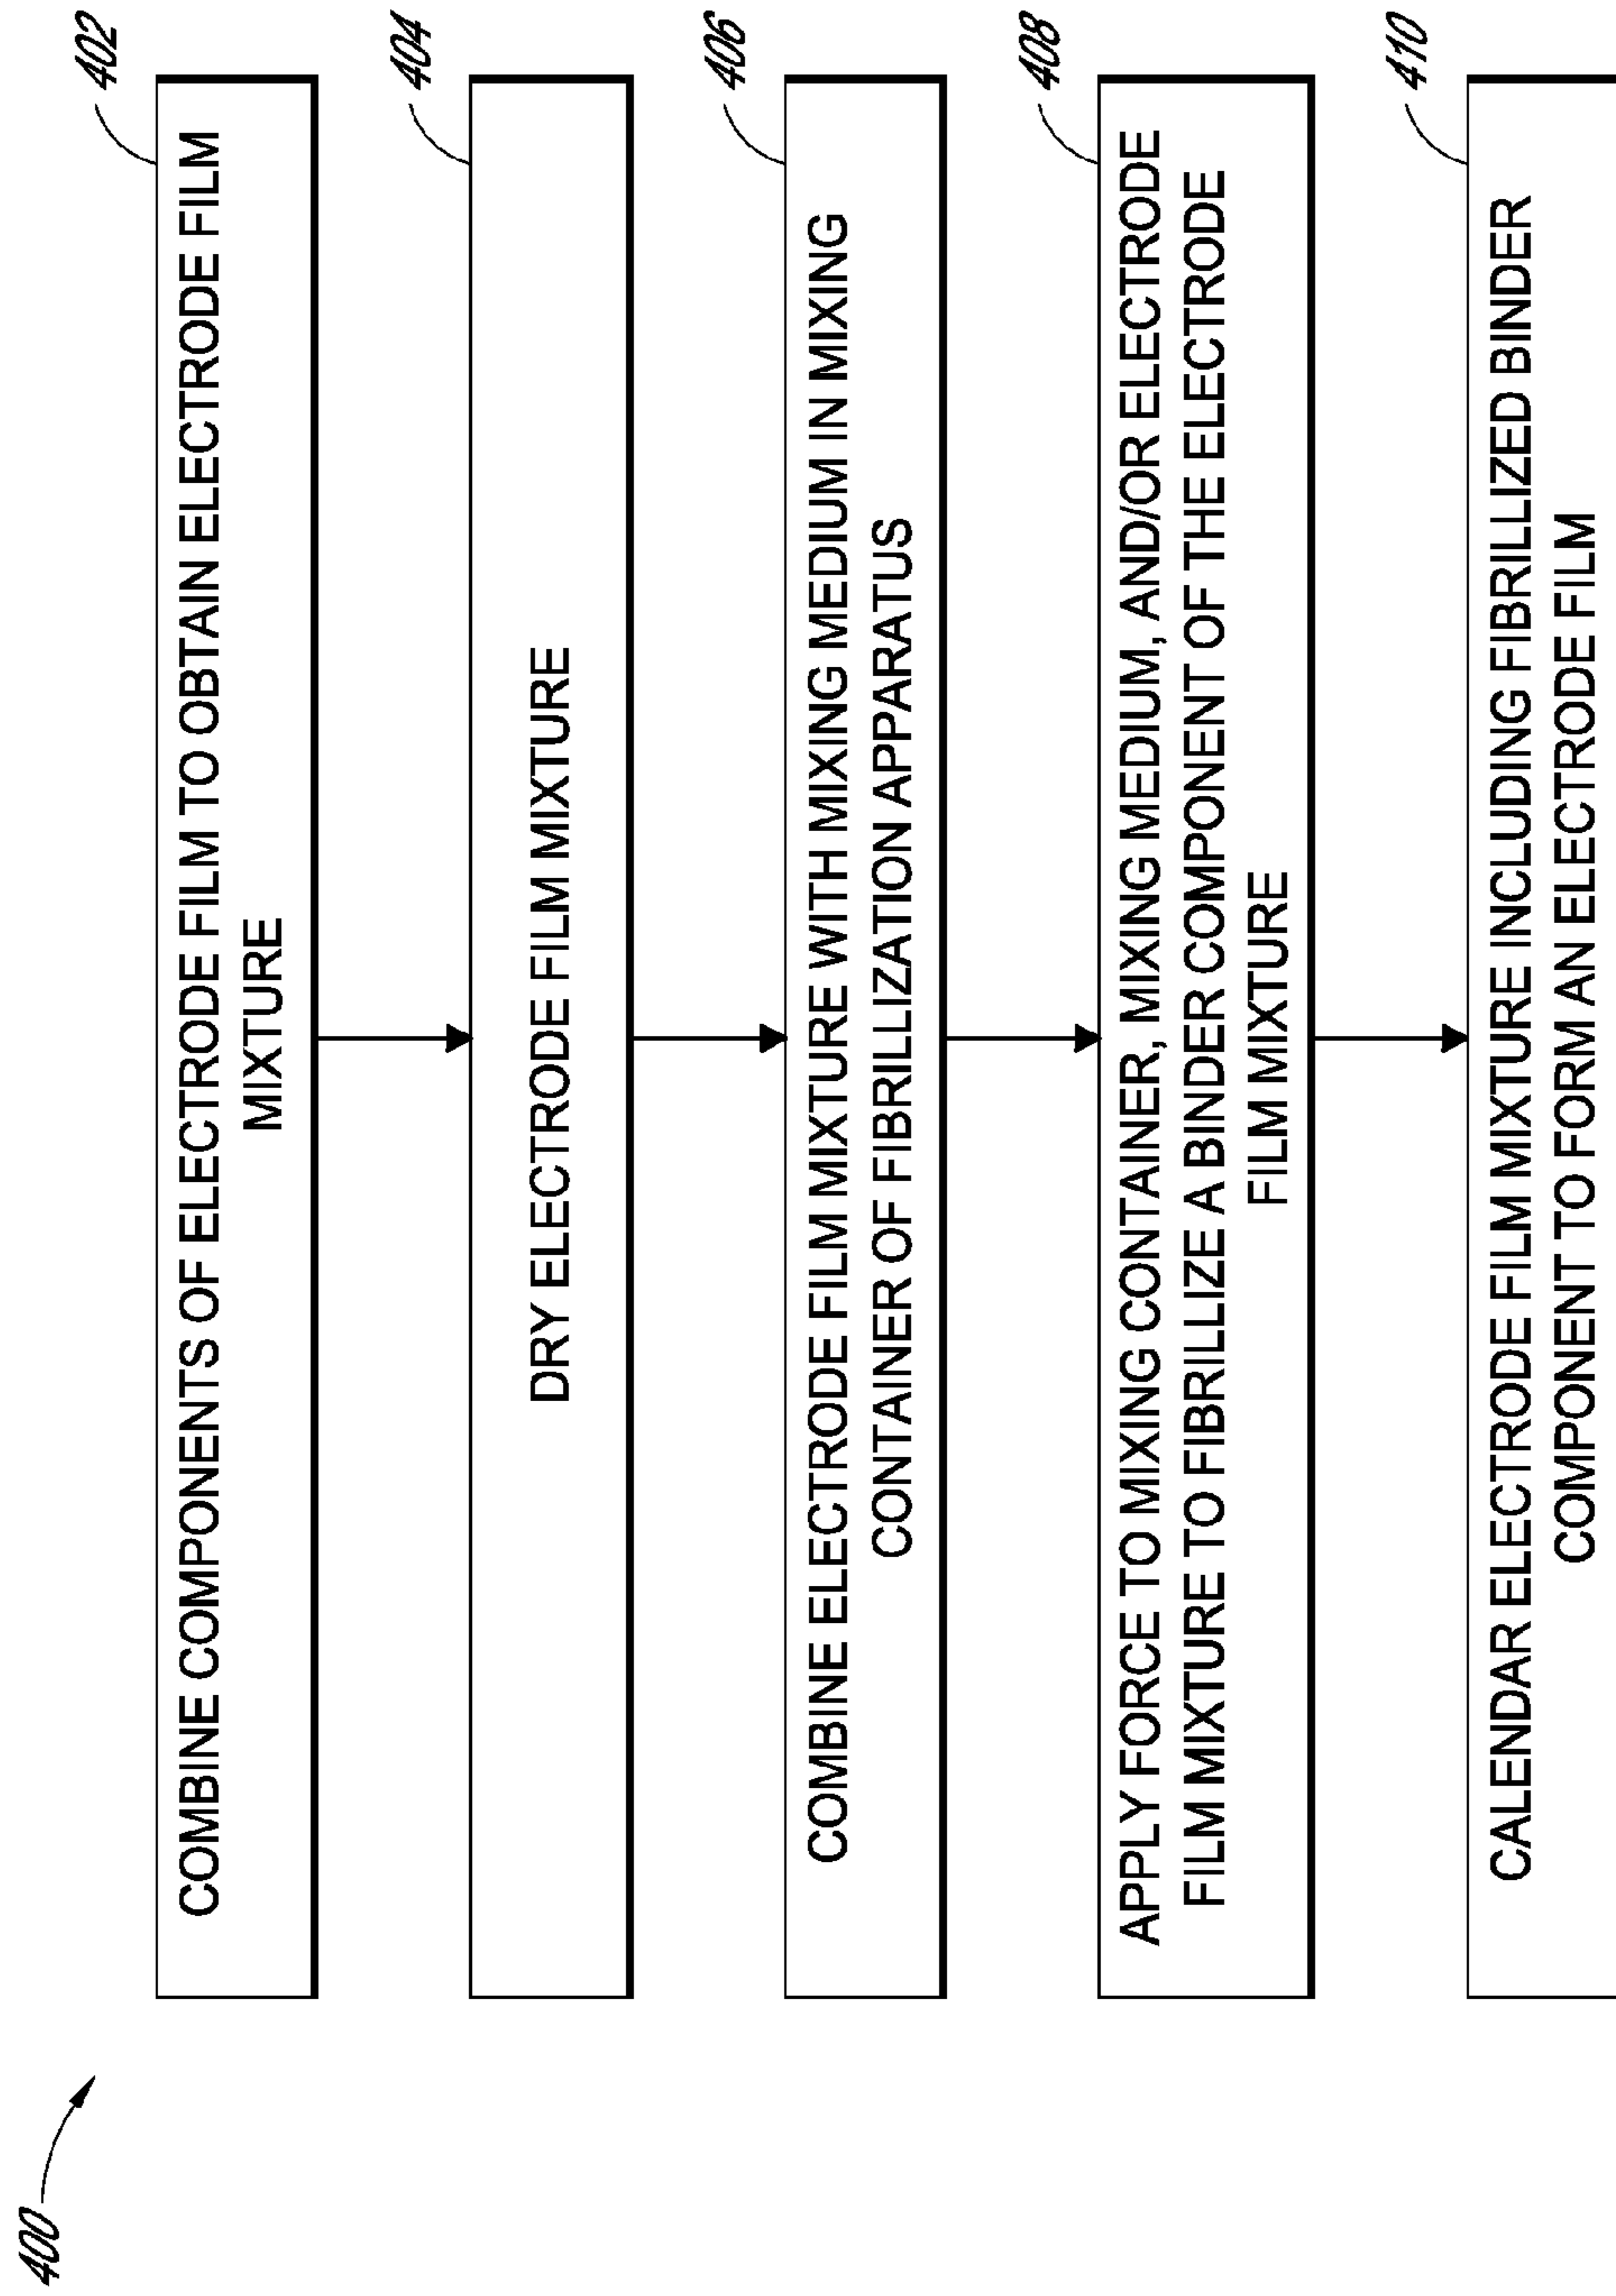 400
402
COMBINE COMPONENTS OF ELECTRODE FILM TO OBTAIN ELECTRODE FILM
MIXTURE
404
DRY ELECTRODE FILM MIXTURE
406
COMBINE ELECTRODE FILM MIXTURE WITH MIXING MEDIUM IN MIXING
CONTAINER OF FIBRILLIZATION APPARATUS
408
APPLY FORCE TO MIXING CONTAINER, MIXING MEDIUM, AND/OR ELECTRODE
FILM MIXTURE TO FIBRILLIZE A BINDER COMPONENT OF THE ELECTRODE
FILM MIXTURE
410
CALENDAR ELECTRODE FILM MIXTURE INCLUDING FIBRILIZED BINDER
COMPONENT TO FORM AN ELECTRODE FILM